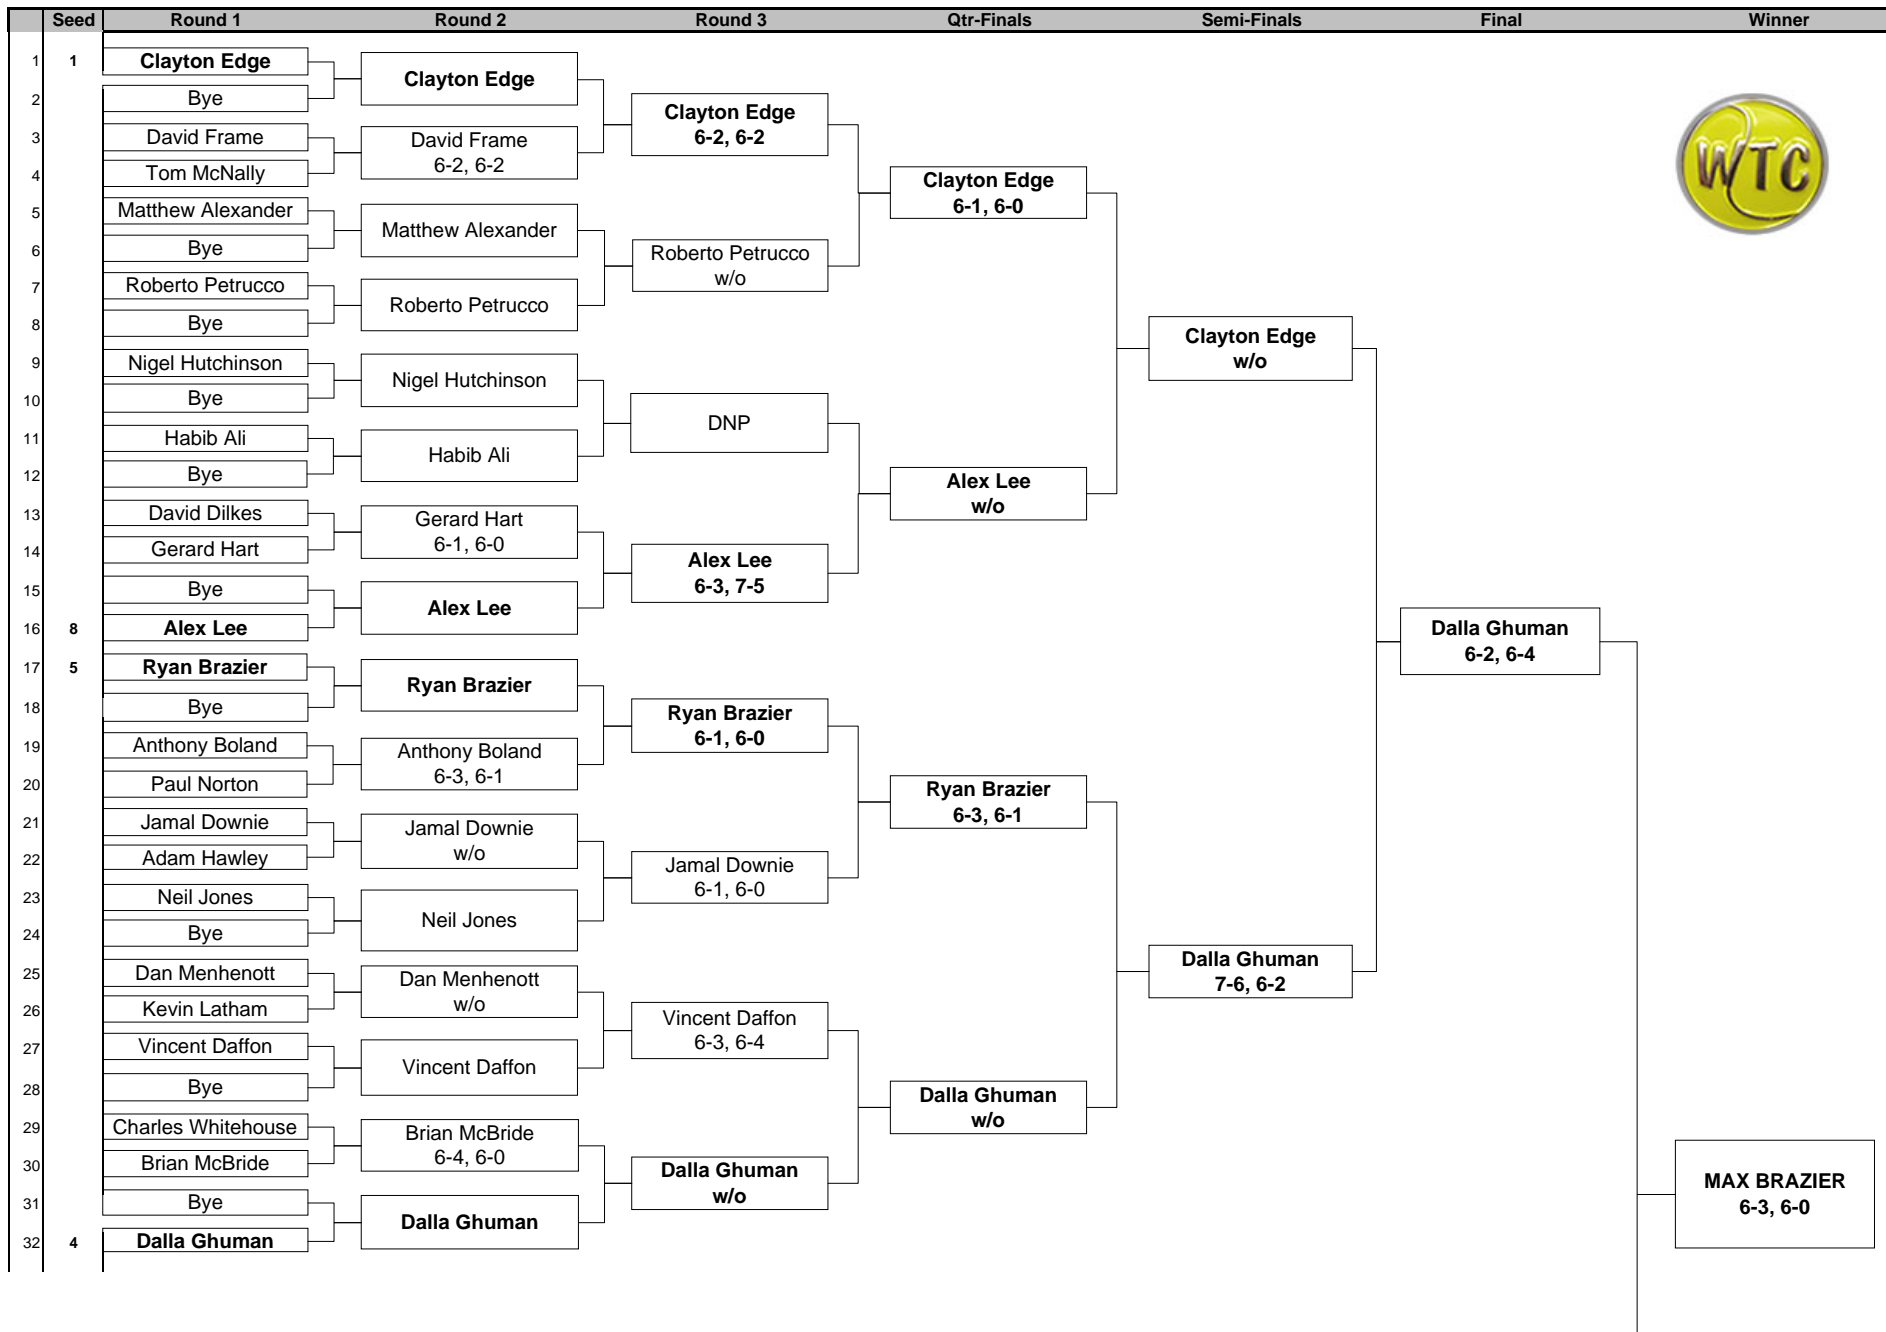 Seed Round 1 Round 2 Round 3 Qtr-Finals Semi-Finals Final Winner
1 1 Clayton Edge
Clayton Edge
2 Bye
Clayton Edge
6-2, 6-2
3 David Frame
David Frame
6-2, 6-2
4 Tom McNally
Clayton Edge
6-1, 6-0
5 Matthew Alexander
Matthew Alexander
6 Bye
Roberto Petrucco
w/o
7 Roberto Petrucco
Roberto Petrucco
8 Bye
Clayton Edge
w/o
9 Nigel Hutchinson
Nigel Hutchinson
10 Bye
DNP
11 Habib Ali
Habib Ali
12 Bye
Alex Lee
w/o
13 David Dilkes
Gerard Hart
6-1, 6-0
14 Gerard Hart
Alex Lee
6-3, 7-5
15 Bye
Alex Lee
16 8 Alex Lee
Dalla Ghuman
6-2, 6-4
17 5 Ryan Brazier
Ryan Brazier
18 Bye
Ryan Brazier
6-1, 6-0
19 Anthony Boland
Anthony Boland
6-3, 6-1
20 Paul Norton
Ryan Brazier
6-3, 6-1
21 Jamal Downie
Jamal Downie
w/o
22 Adam Hawley
Jamal Downie
6-1, 6-0
23 Neil Jones
Neil Jones
24 Bye
Dalla Ghuman
7-6, 6-2
25 Dan Menhenott
Dan Menhenott
w/o
26 Kevin Latham
Vincent Daffon
6-3, 6-4
27 Vincent Daffon
Vincent Daffon
28 Bye
Dalla Ghuman
w/o
29 Charles Whitehouse
Brian McBride
6-4, 6-0
30 Brian McBride
Dalla Ghuman
w/o
31 Bye
Dalla Ghuman
32 4 Dalla Ghuman
MAX BRAZIER
6-3, 6-0
WTC